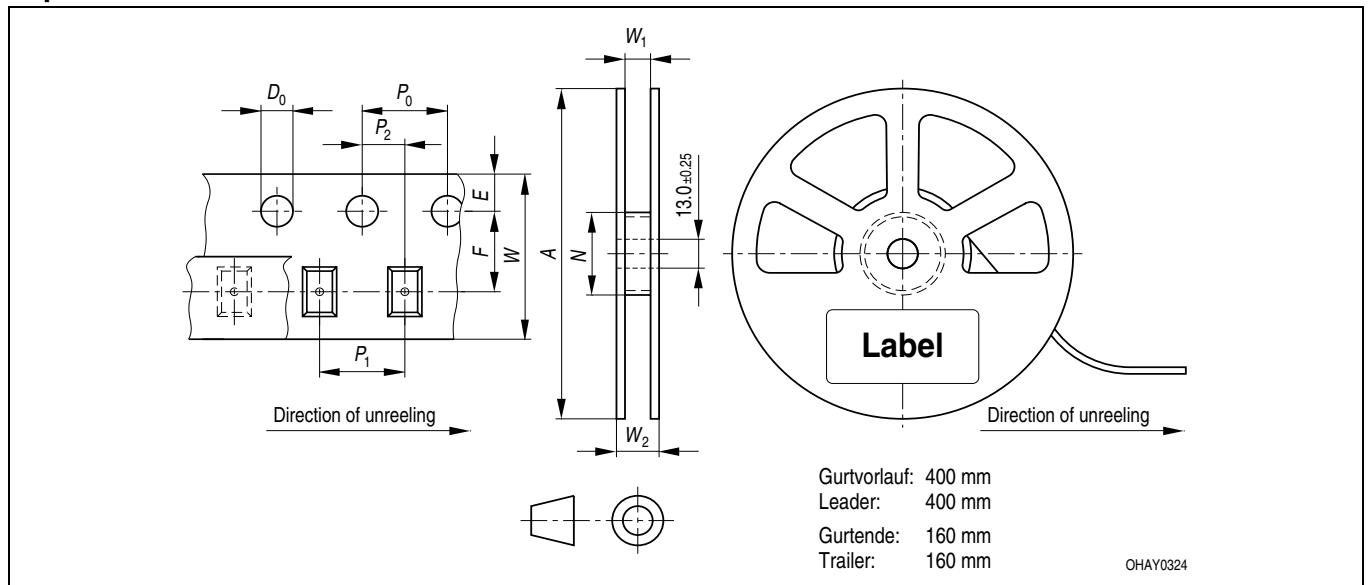 W₁
D₀
P₀
P₂
E
F
W
A
N
13.0±0.25
P₁
W₂
Label
Direction of unreeling
Direction of unreeling
Gurtvorlauf: 400 mm
Leader: 400 mm
Gurtende: 160 mm
Trailer: 160 mm
OHAY0324